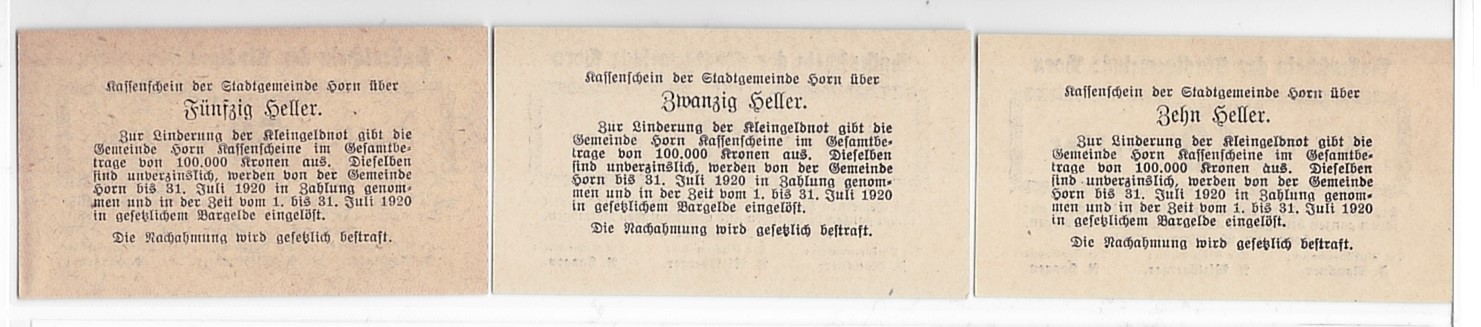 Kassenschein der Stadtgemeinde Horn über
Fünfzig Heller.
Zur Linderung der Kleingeldnot gibt die
Gemeinde Horn Kassenscheine im Gesamtbe-
trage von 100.000 Kronen aus. Dieselben
sind unverzinslich, werden von der Gemeinde
Horn bis 31. Juli 1920 in Zahlung genom-
men und in der Zeit vom 1. bis 31. Juli 1920
in gesetzlichem Bargelde eingelöst.
Die Nachahmung wird gesetzlich bestraft.
Kassenschein der Stadtgemeinde Horn über
Zwanzig Heller.
Zur Linderung der Kleingeldnot gibt die
Gemeinde Horn Kassenscheine im Gesamtbe-
trage von 100.000 Kronen aus. Dieselben
sind unverzinslich, werden von der Gemeinde
Horn bis 31. Juli 1920 in Zahlung genom-
men und in der Zeit vom 1. bis 31. Juli 1920
in gesetzlichem Bargelde eingelöst.
Die Nachahmung wird gesetzlich bestraft.
Kassenschein der Stadtgemeinde Horn über
Zehn Heller.
Zur Linderung der Kleingeldnot gibt die
Gemeinde Horn Kassenscheine im Gesamtbe-
trage von 100.000 Kronen aus. Dieselben
sind unverzinslich, werden von der Gemeinde
Horn bis 31. Juli 1920 in Zahlung genom-
men und in der Zeit vom 1. bis 31. Juli 1920
in gesetzlichem Bargelde eingelöst.
Die Nachahmung wird gesetzlich bestraft.